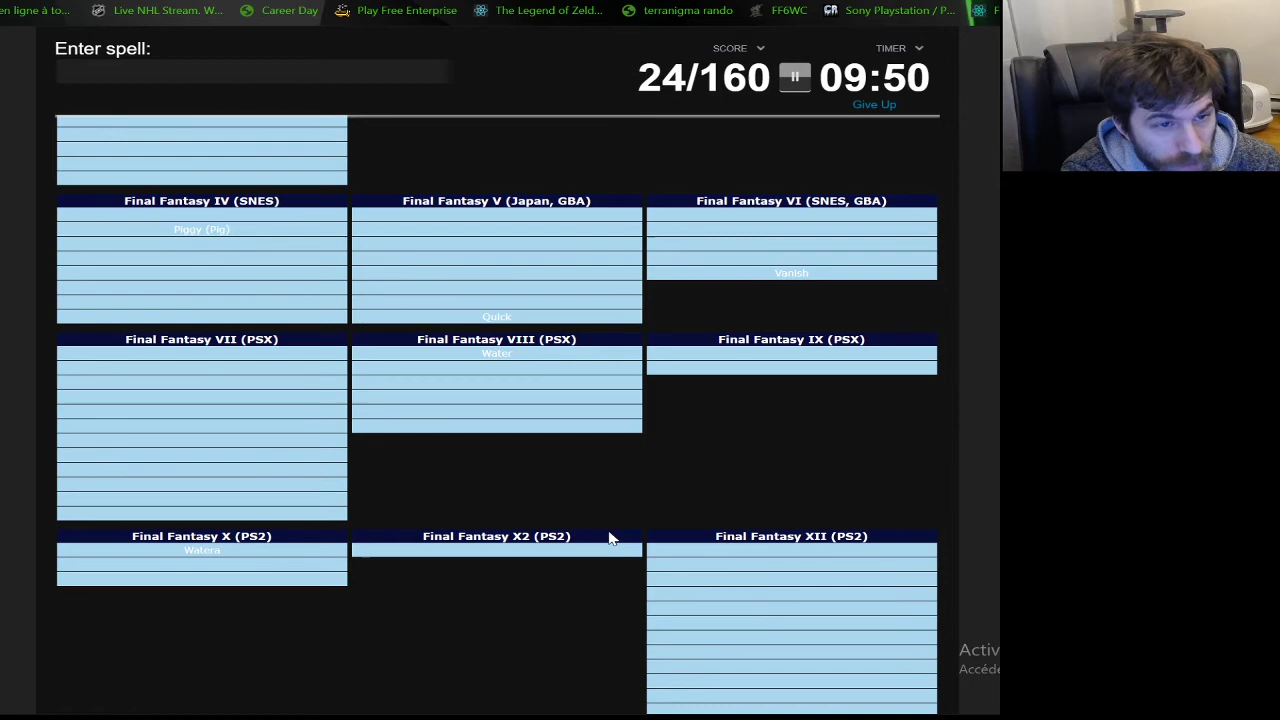 en ligne à to...
Live NHL Stream. W...
Career Day
Play Free Enterprise
The Legend of Zeld...
terranigma rando
FF6WC
Sony Playstation / P...
F
Enter spell:
SCORE
TIMER
24/160
09:50
Give Up
Final Fantasy IV (SNES)
Final Fantasy V (Japan, GBA)
Final Fantasy VI (SNES, GBA)
Piggy (Pig)
Vanish
Quick
Final Fantasy VII (PSX)
Final Fantasy VIII (PSX)
Final Fantasy IX (PSX)
Water
Final Fantasy X (PS2)
Final Fantasy X2 (PS2)
Final Fantasy XII (PS2)
Watera
Activ
Accéde